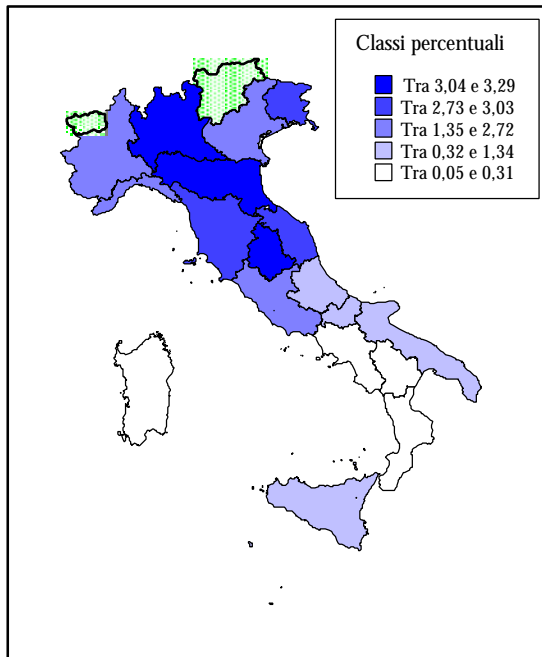 Classi percentuali
Tra 3,04 e 3,29
Tra 2,73 e 3,03
Tra 1,35 e 2,72
Tra 0,32 e 1,34
Tra 0,05 e 0,31